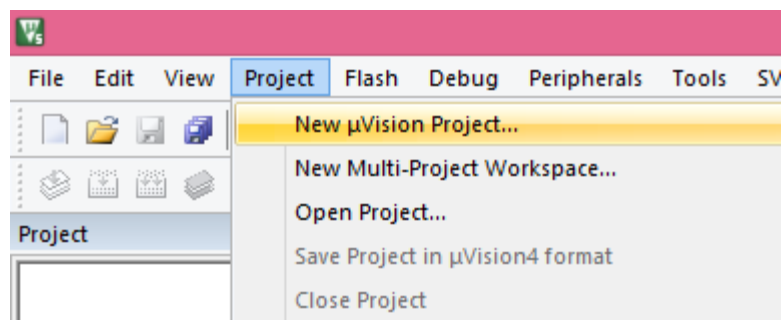 File Edit View Project Flash Debug Peripherals Tools SV
New µVision Project...
New Multi-Project Workspace...
Open Project...
Project
Save Project in µVision4 format
Close Project